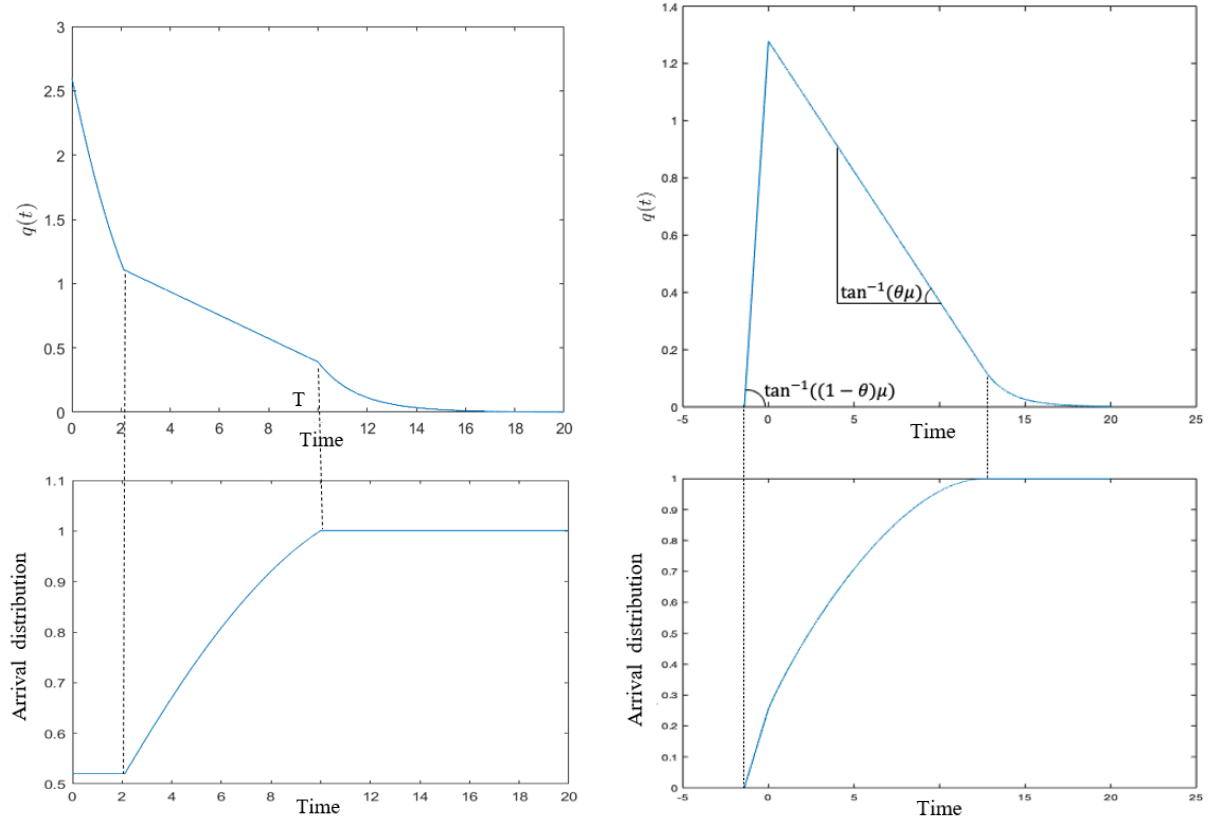 3
2.5
2
1.5
1
0.5
0
q(t)
T
0 2 4 6 8 10 12 14 16 18 20
Time
1.4
1.2
1
0.8
0.6
0.4
0.2
0
q(t)
tan⁻¹(θμ)
tan⁻¹((1 − θ)μ)
-5 0 5 10 15 20 25
Time
1.1
1
0.9
0.8
0.7
0.6
0.5
Arrival distribution
0 2 4 6 8 10 12 14 16 18 20
Time
1
0.9
0.8
0.7
0.6
0.5
0.4
0.3
0.2
0.1
0
Arrival distribution
-5 0 5 10 15 20 25
Time